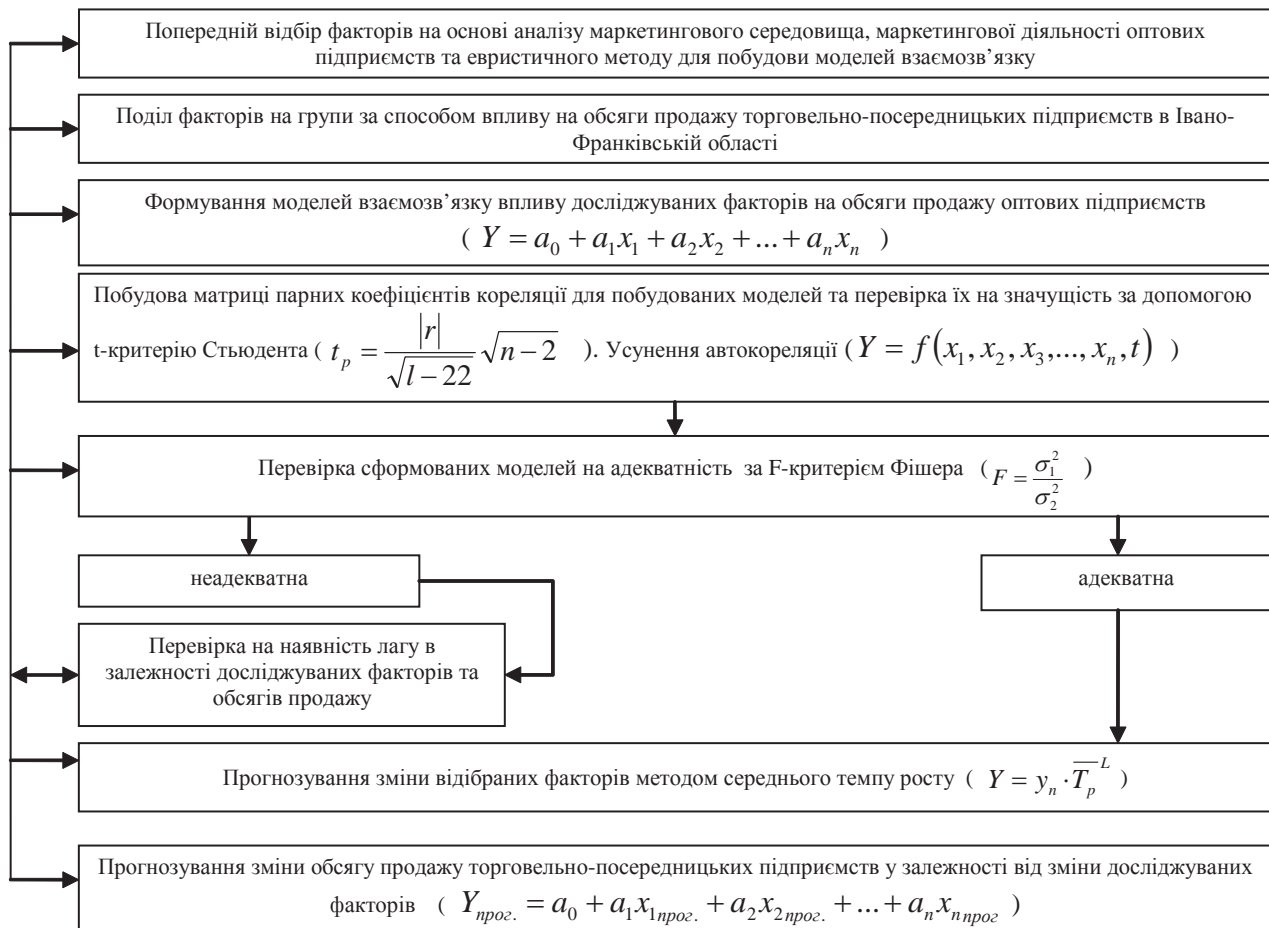 Попередній відбір факторів на основі аналізу маркетингового середовища, маркетингової діяльності оптових
підприємств та евристичного методу для побудови моделей взаємозв’язку
Поділ факторів на групи за способом впливу на обсяги продажу торговельно-посередницьких підприємств в Івано-
Франківській області
Формування моделей взаємозв’язку впливу досліджуваних факторів на обсяги продажу оптових підприємств
( Y = a₀ + a₁x₁ + a₂x₂ + ... + aₙxₙ )
Побудова матриці парних коефіцієнтів кореляції для побудованих моделей та перевірка їх на значущість за допомогою
t-критерію Стьюдента ( t_p = |r| / √(l − 22) √(n − 2) ). Усунення автокореляції ( Y = f(x₁, x₂, x₃,..., xₙ, t) )
Перевірка сформованих моделей на адекватність за F-критерієм Фішера ( F = σ₁² / σ₂² )
неадекватна
адекватна
Перевірка на наявність лагу в
залежності досліджуваних факторів та
обсягів продажу
Прогнозування зміни відібраних факторів методом середнього темпу росту ( Y = yₙ · T̅_p^L )
Прогнозування зміни обсягу продажу торговельно-посередницьких підприємств у залежності від зміни досліджуваних
факторів ( Y_прог. = a₀ + a₁x₁прог. + a₂x₂прог. + ... + aₙxₙ прог )